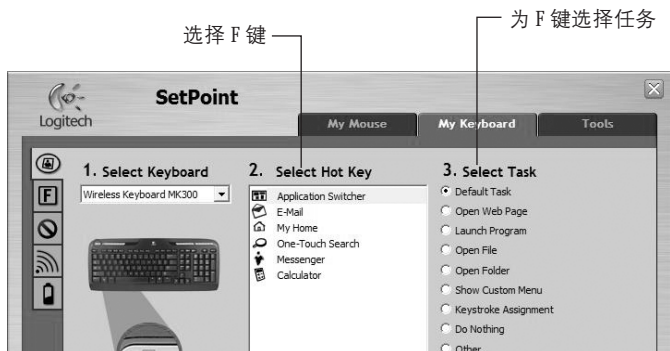 选择 F 键
为 F 键选择任务
Logitech
SetPoint
My Mouse
My Keyboard
Tools
1. Select Keyboard
Wireless Keyboard MK300
2. Select Hot Key
Application Switcher
E-Mail
My Home
One-Touch Search
Messenger
Calculator
3. Select Task
Default Task
Open Web Page
Launch Program
Open File
Open Folder
Show Custom Menu
Keystroke Assignment
Do Nothing
Other
F